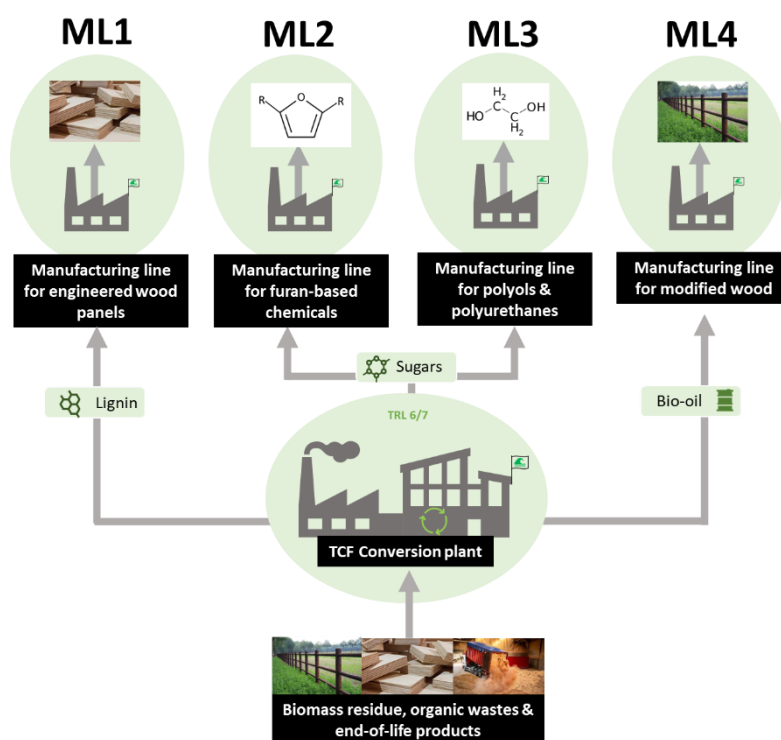 ML1
ML2
ML3
ML4
R
O
R
H₂
C
HO
OH
C
H₂
Manufacturing line
for engineered wood
panels
Manufacturing line
for furan-based
chemicals
Manufacturing line
for polyols &
polyurethanes
Manufacturing line
for modified wood
Lignin
Sugars
Bio-oil
TRL 6/7
TCF Conversion plant
Biomass residue, organic wastes &
end-of-life products